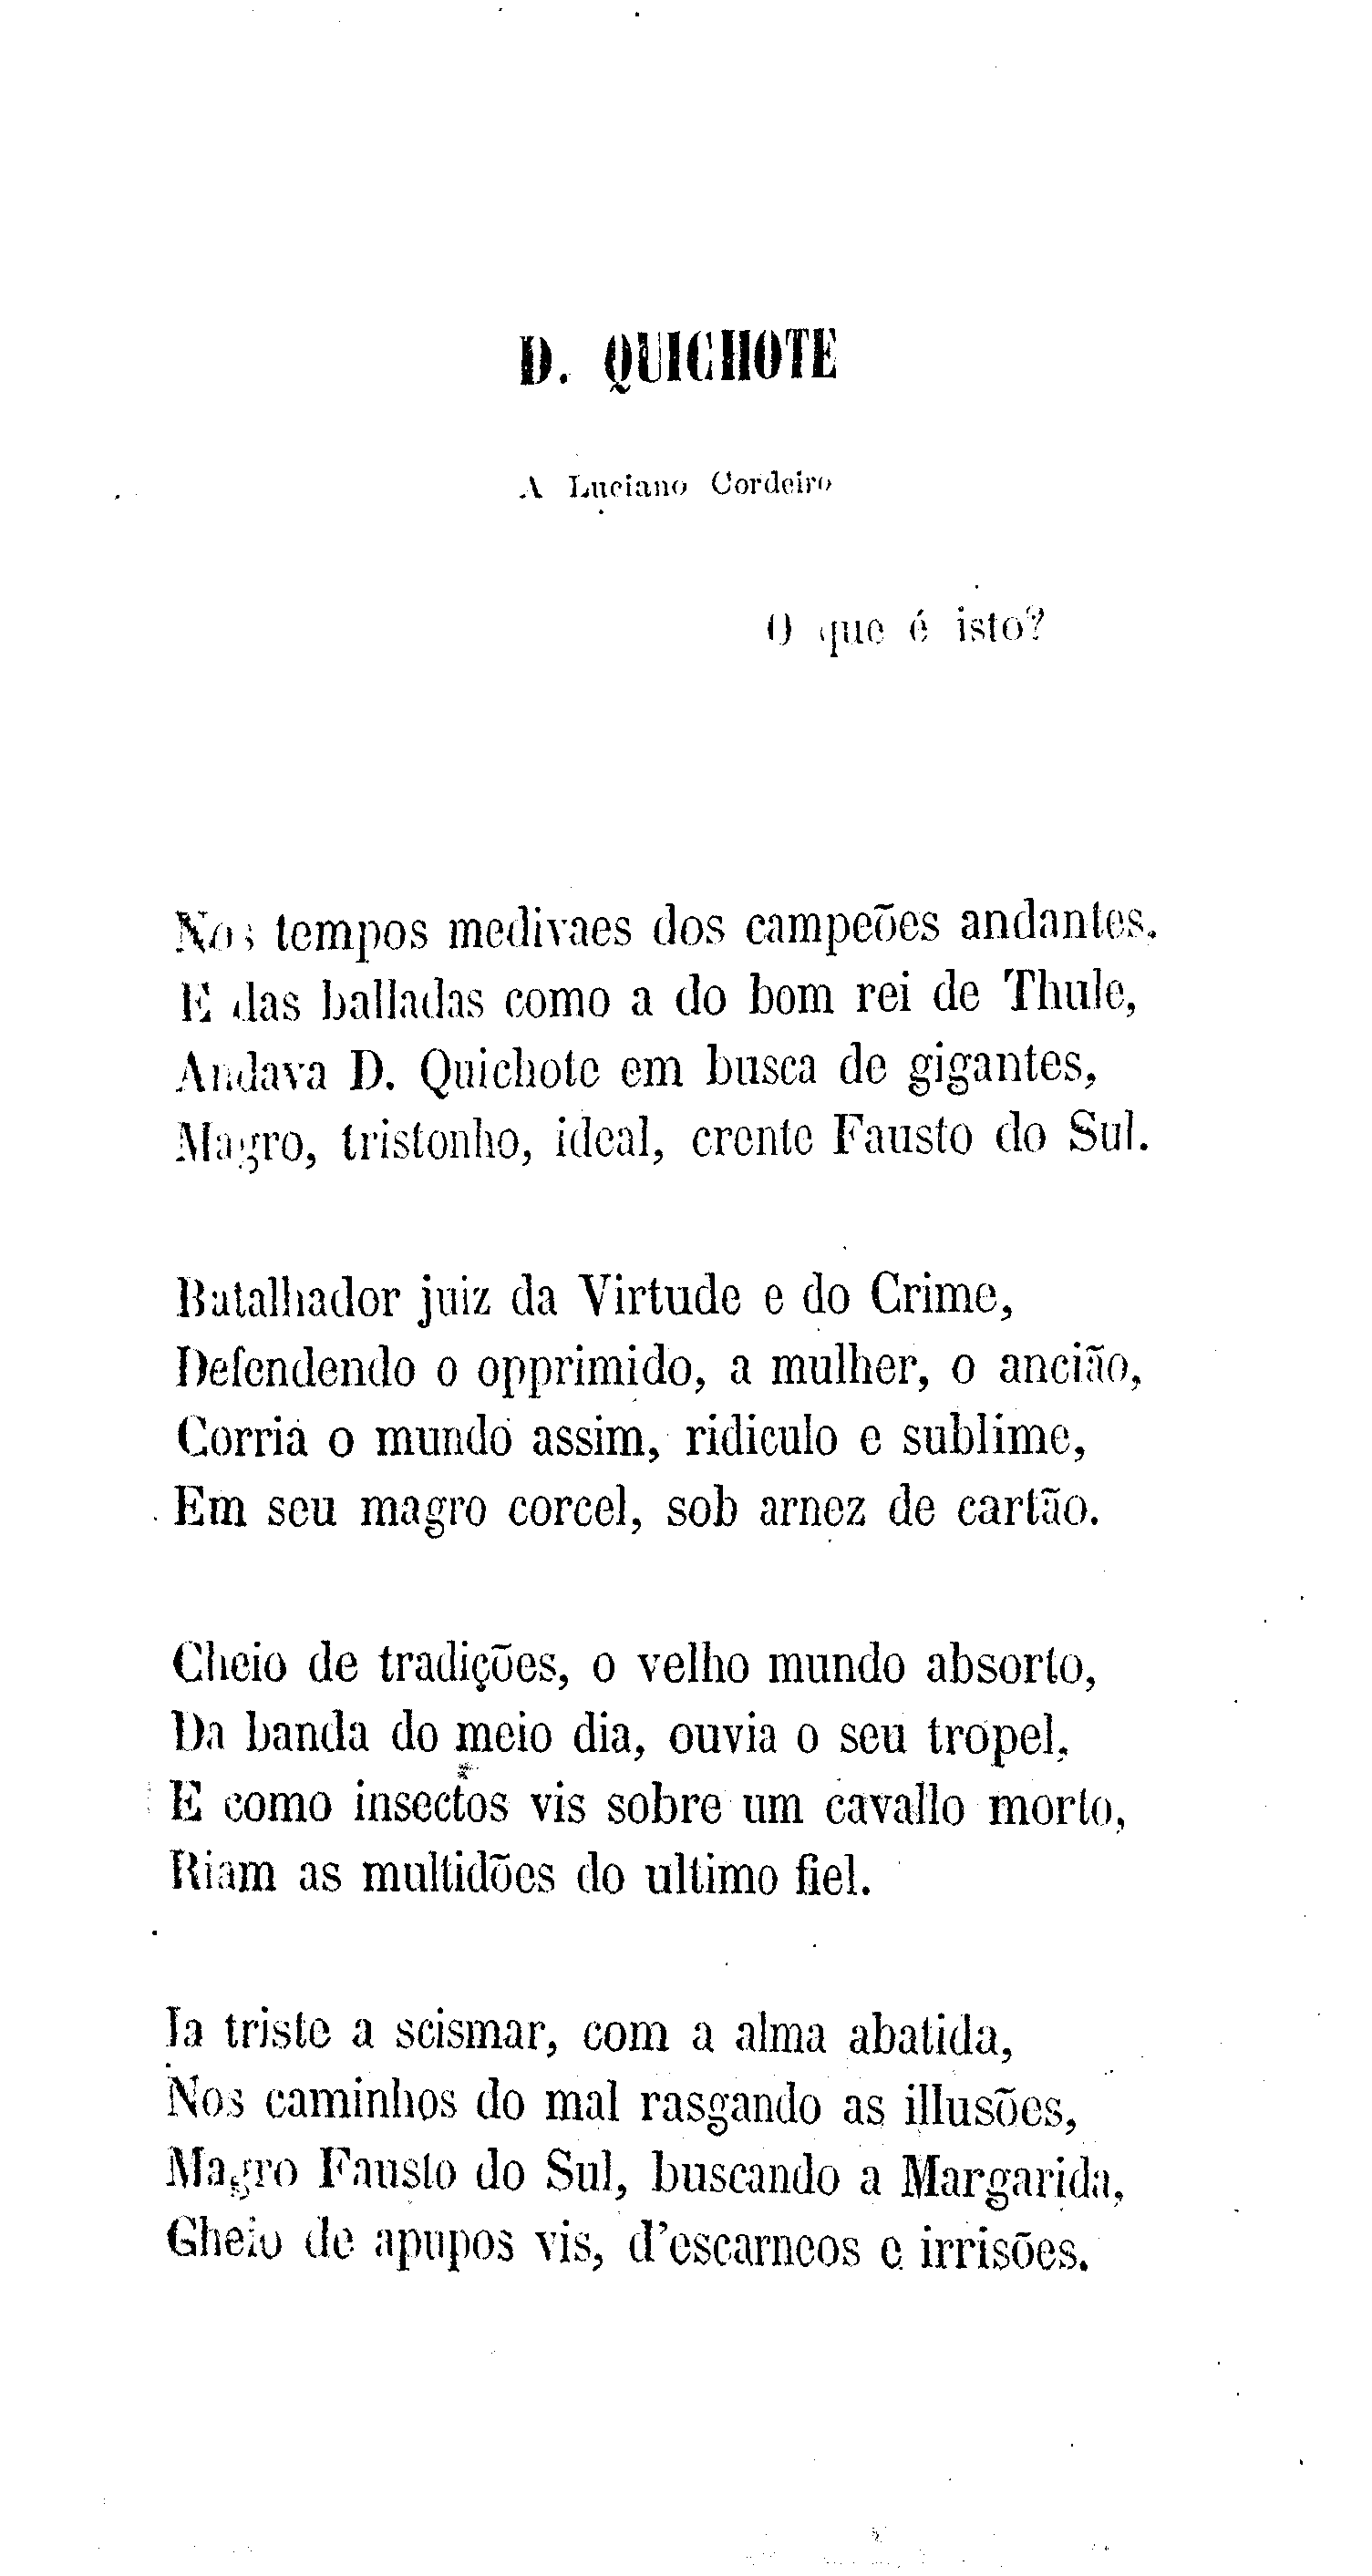 D. QUICHOTE
A Luciano Cordeiro
O que é isto?
Nos tempos medivaes dos campeões andantes.
E das balladas como a do bom rei de Thule,
Andava D. Quichote em busca de gigantes,
Magro, tristonho, ideal, crente Fausto do Sul.
Batalhador juiz da Virtude e do Crime,
Defendendo o opprimido, a mulher, o ancião,
Corria o mundo assim, ridiculo e sublime,
Em seu magro corcel, sob arnez de cartão.
Cheio de tradições, o velho mundo absorto,
Da banda do meio dia, ouvia o seu tropel,
E como insectos vis sobre um cavallo morto,
Riam as multidões do ultimo fiel.
Ia triste a scismar, com a alma abatida,
Nos caminhos do mal rasgando as illusões,
Magro Fausto do Sul, buscando a Margarida,
Cheio de apupos vis, d'escarneos e irrisões.